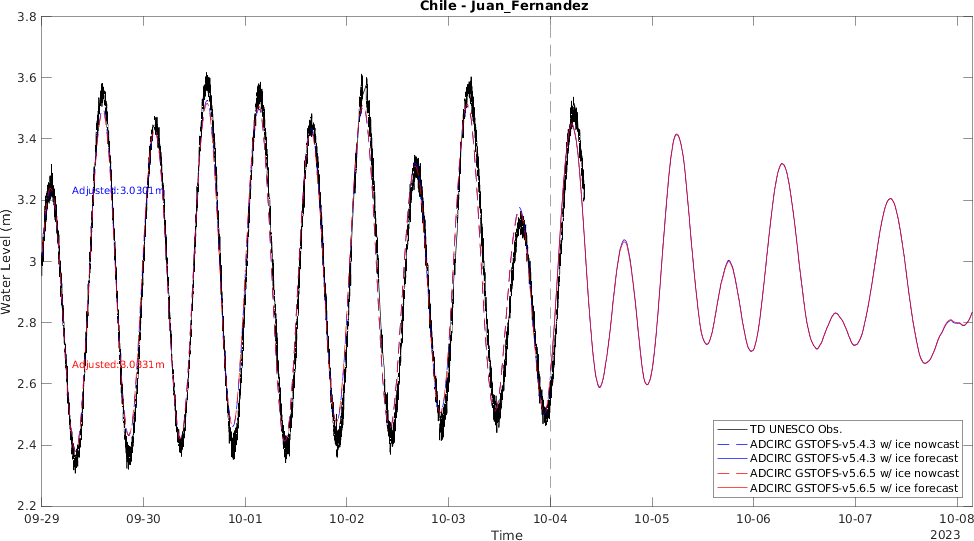 Chile - Juan_Fernandez
3.8
3.6
3.4
3.2
3
2.8
2.6
2.4
2.2
Water Level (m)
Adjusted:3.0301m
Adjusted:3.0331m
TD UNESCO Obs.
ADCIRC GSTOFS-v5.4.3 w/ ice nowcast
ADCIRC GSTOFS-v5.4.3 w/ ice forecast
ADCIRC GSTOFS-v5.6.5 w/ ice nowcast
ADCIRC GSTOFS-v5.6.5 w/ ice forecast
09-29 09-30 10-01 10-02 10-03 10-04 10-05 10-06 10-07 10-08
Time
2023